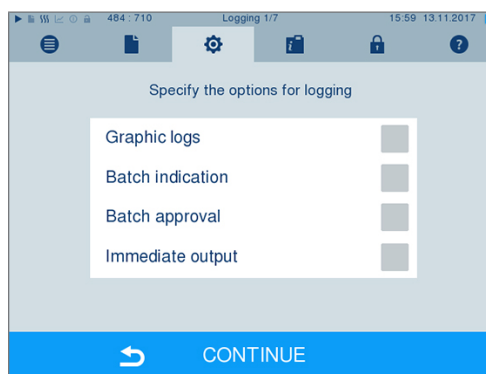 484 : 710 Logging 1/7 15:59 13.11.2017
Specify the options for logging
Graphic logs
Batch indication
Batch approval
Immediate output
CONTINUE